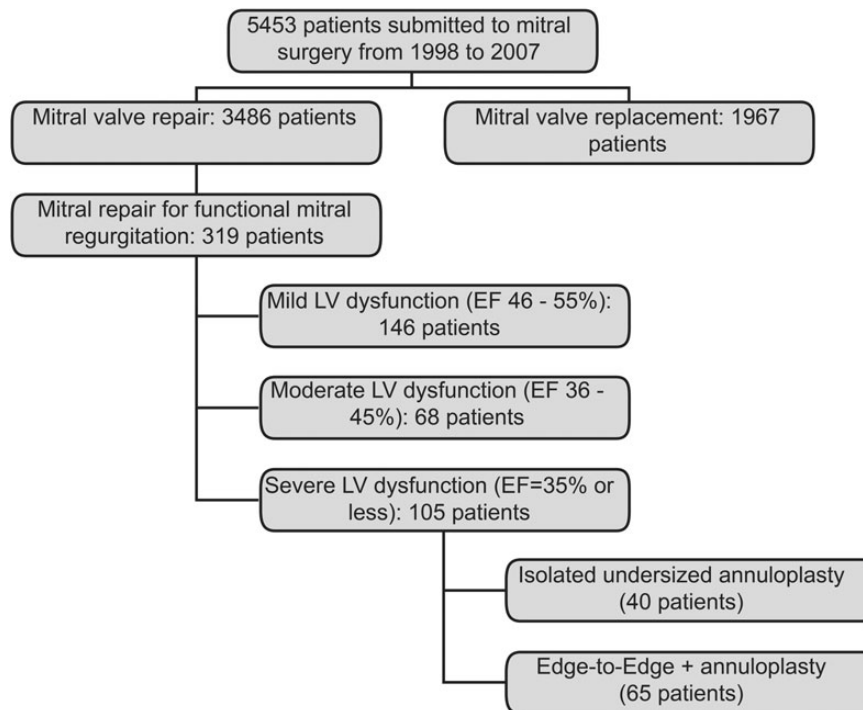 5453 patients submitted to mitral
surgery from 1998 to 2007
Mitral valve repair: 3486 patients
Mitral valve replacement: 1967
patients
Mitral repair for functional mitral
regurgitation: 319 patients
Mild LV dysfunction (EF 46 - 55%):
146 patients
Moderate LV dysfunction (EF 36 -
45%): 68 patients
Severe LV dysfunction (EF=35% or
less): 105 patients
Isolated undersized annuloplasty
(40 patients)
Edge-to-Edge + annuloplasty
(65 patients)